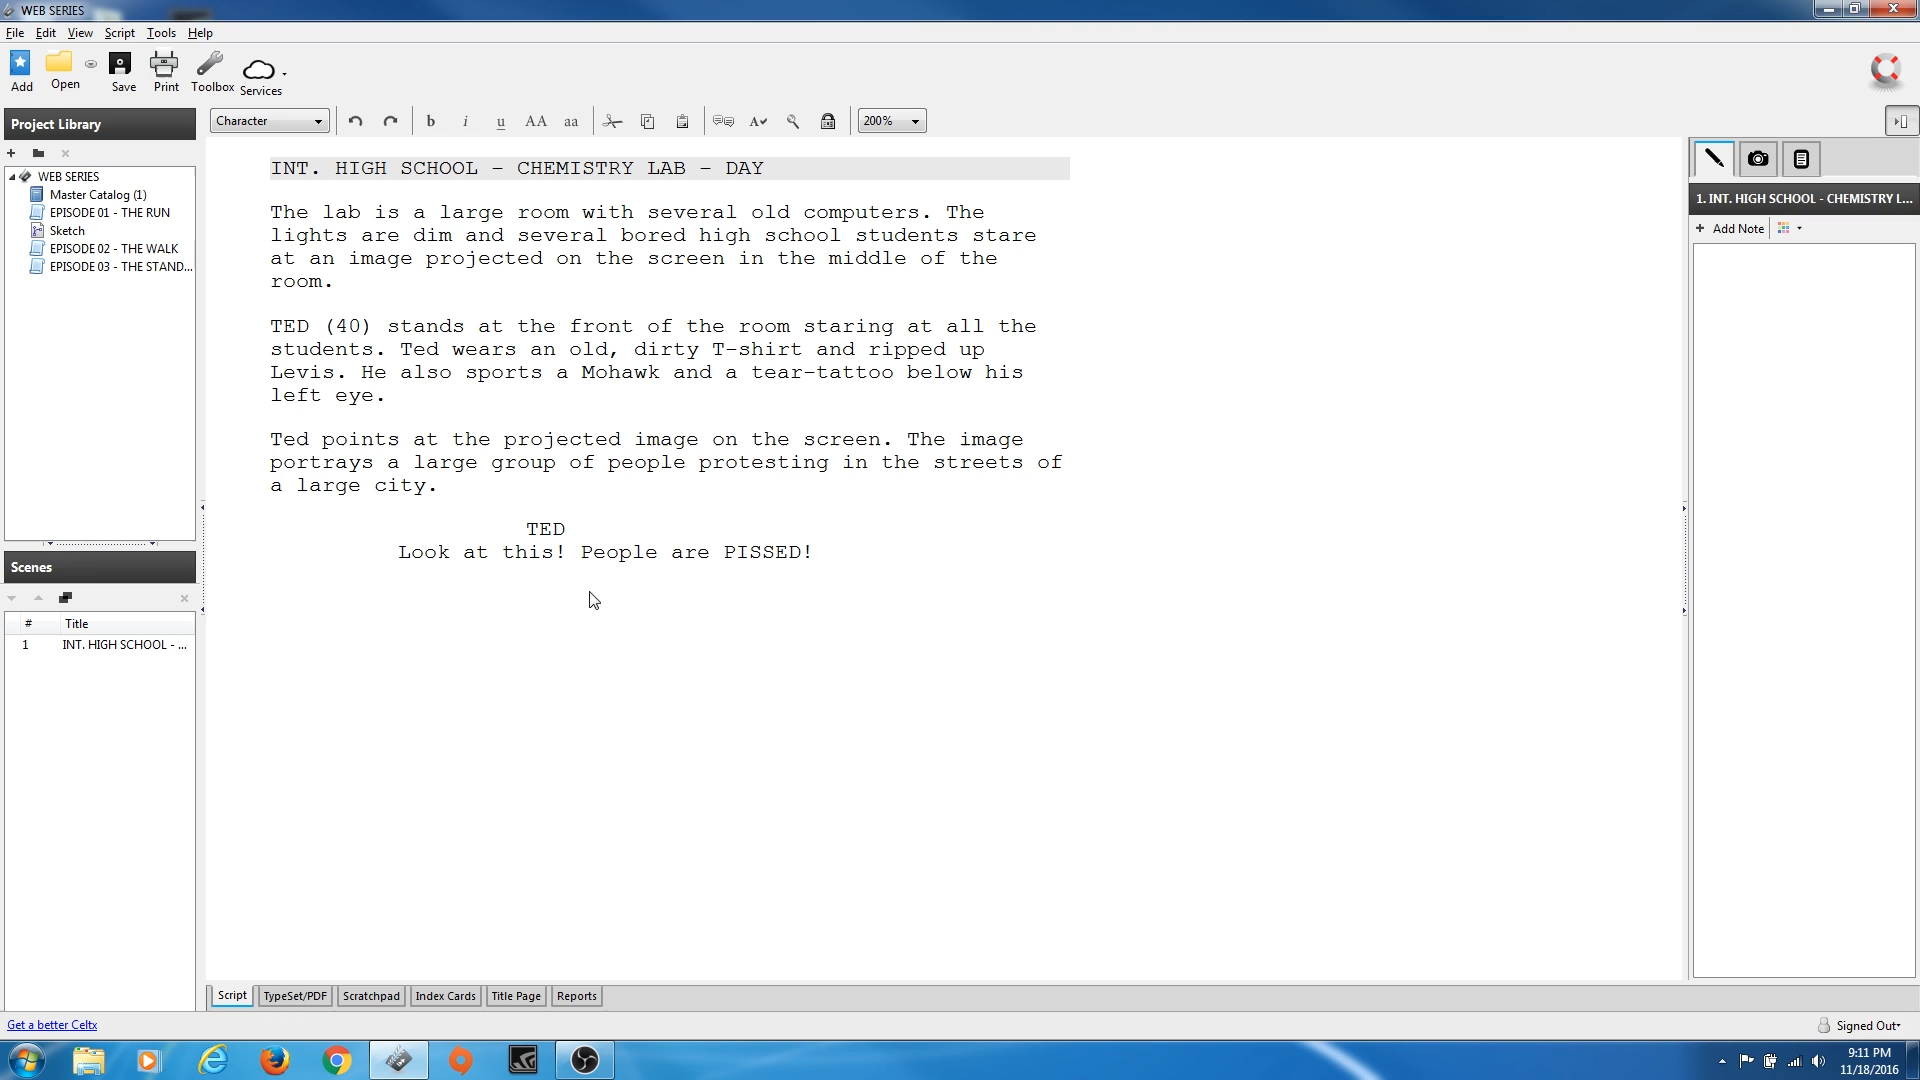 WEB SERIES
File Edit View Script Tools Help
Add Open Save Print Toolbox Services
Project Library
Character
b i u AA aa
200%
WEB SERIES
Master Catalog (1)
EPISODE 01 - THE RUN
Sketch
EPISODE 02 - THE WALK
EPISODE 03 - THE STAND...
Scenes
# Title
1 INT. HIGH SCHOOL - ...
INT. HIGH SCHOOL - CHEMISTRY LAB - DAY
The lab is a large room with several old computers. The
lights are dim and several bored high school students stare
at an image projected on the screen in the middle of the
room.
TED (40) stands at the front of the room staring at all the
students. Ted wears an old, dirty T-shirt and ripped up
Levis. He also sports a Mohawk and a tear-tattoo below his
left eye.
Ted points at the projected image on the screen. The image
portrays a large group of people protesting in the streets of
a large city.
TED
Look at this! People are PISSED!
1. INT. HIGH SCHOOL - CHEMISTRY L...
+ Add Note
Script TypeSet/PDF Scratchpad Index Cards Title Page Reports
Get a better Celtx
Signed Out
9:11 PM
11/18/2016